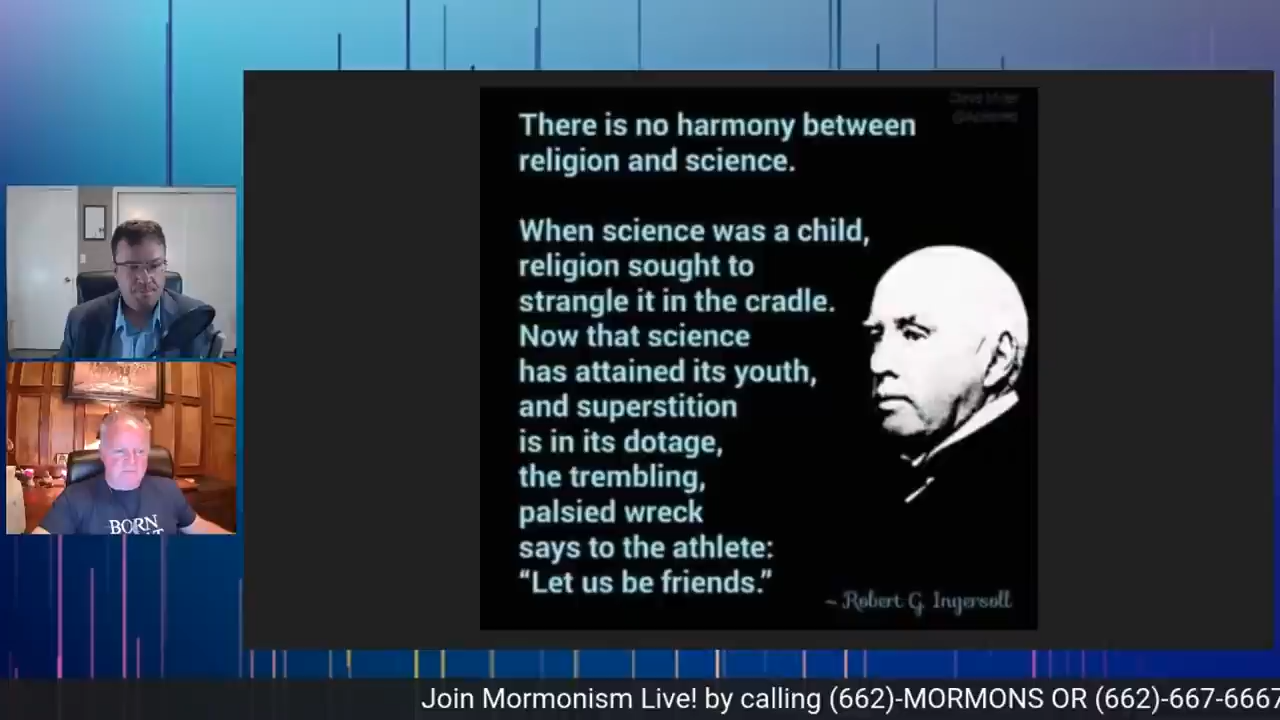 There is no harmony between
religion and science.
When science was a child,
religion sought to
strangle it in the cradle.
Now that science
has attained its youth,
and superstition
is in its dotage,
the trembling,
palsied wreck
says to the athlete:
“Let us be friends.”
~ Robert G. Ingersoll
BORN
Join Mormonism Live! by calling (662)-MORMONS OR (662)-667-6667